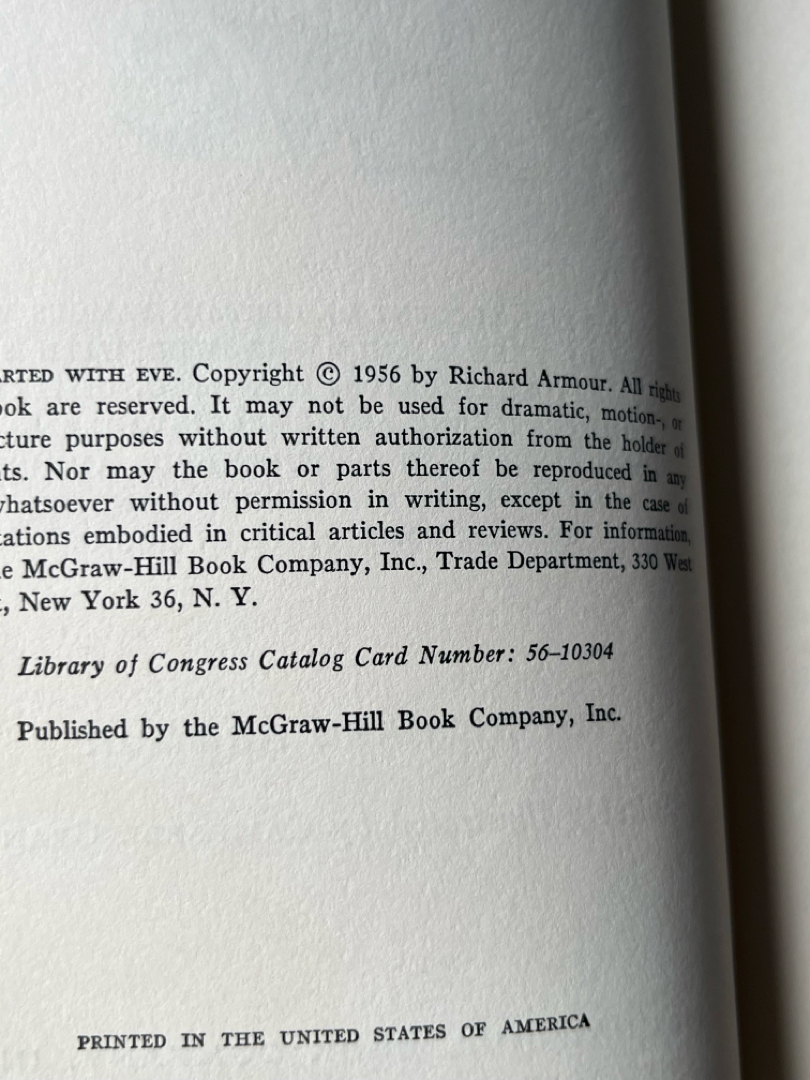 ARTED WITH EVE. Copyright © 1956 by Richard Armour. All rights
ook are reserved. It may not be used for dramatic, motion-, or
cture purposes without written authorization from the holder of
ts. Nor may the book or parts thereof be reproduced in any
whatsoever without permission in writing, except in the case of
ations embodied in critical articles and reviews. For information,
e McGraw-Hill Book Company, Inc., Trade Department, 330 West
, New York 36, N. Y.
Library of Congress Catalog Card Number: 56–10304
Published by the McGraw-Hill Book Company, Inc.
PRINTED IN THE UNITED STATES OF AMERICA